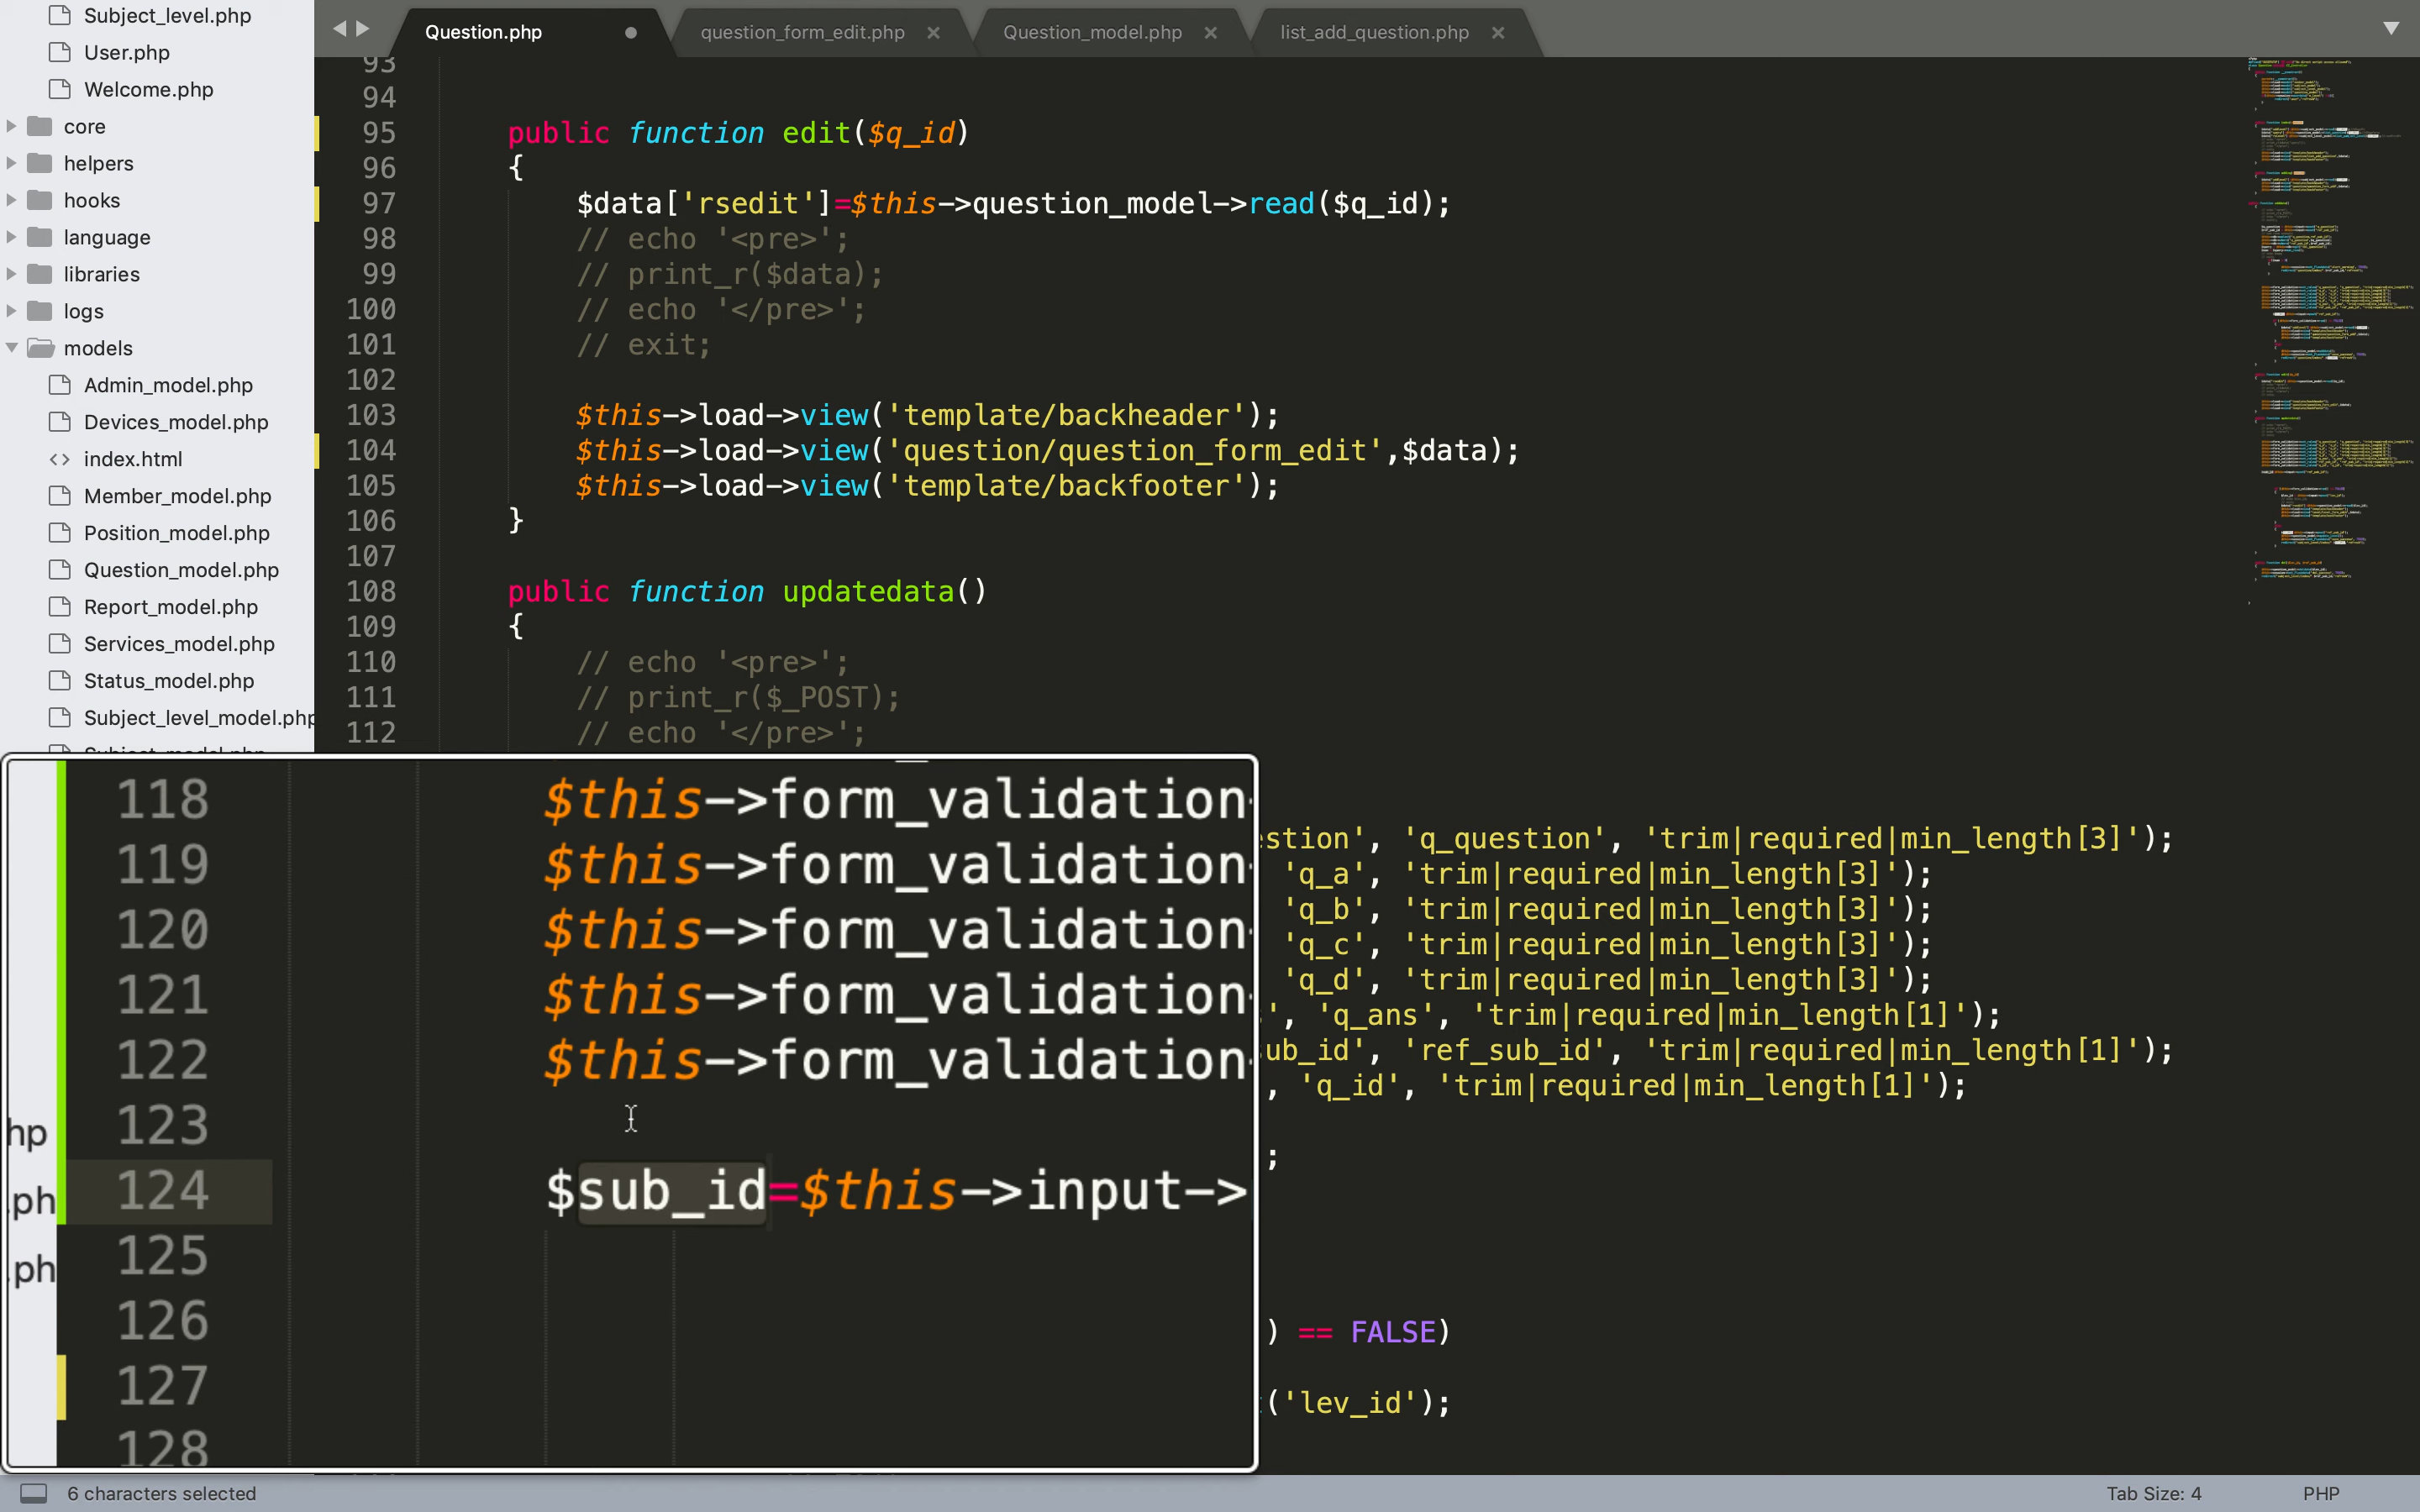 Subject_level.php
User.php
Welcome.php
core
helpers
hooks
language
libraries
logs
models
Admin_model.php
Devices_model.php
<> index.html
Member_model.php
Position_model.php
Question_model.php
Report_model.php
Services_model.php
Status_model.php
Subject_level_model.php
Question.php
question_form_edit.php
Question_model.php
list_add_question.php
93
94
95 public function edit($q_id)
96 {
97 $data['rsedit']=$this->question_model->read($q_id);
98 // echo '<pre>';
99 // print_r($data);
100 // echo '</pre>';
101 // exit;
102
103 $this->load->view('template/backheader');
104 $this->load->view('question/question_form_edit',$data);
105 $this->load->view('template/backfooter');
106 }
107
108 public function updatedata()
109 {
110 // echo '<pre>';
111 // print_r($_POST);
112 // echo '</pre>';
stion', 'q_question', 'trim|required|min_length[3]');
'q_a', 'trim|required|min_length[3]');
'q_b', 'trim|required|min_length[3]');
'q_c', 'trim|required|min_length[3]');
'q_d', 'trim|required|min_length[3]');
', 'q_ans', 'trim|required|min_length[1]');
ub_id', 'ref_sub_id', 'trim|required|min_length[1]');
, 'q_id', 'trim|required|min_length[1]');
;
) == FALSE)
('lev_id');
118 $this->form_validation
119 $this->form_validation
120 $this->form_validation
121 $this->form_validation
122 $this->form_validation
123
124 $sub_id=$this->input->
125
126
127
128
hp
.ph
.ph
6 characters selected
Tab Size: 4
PHP